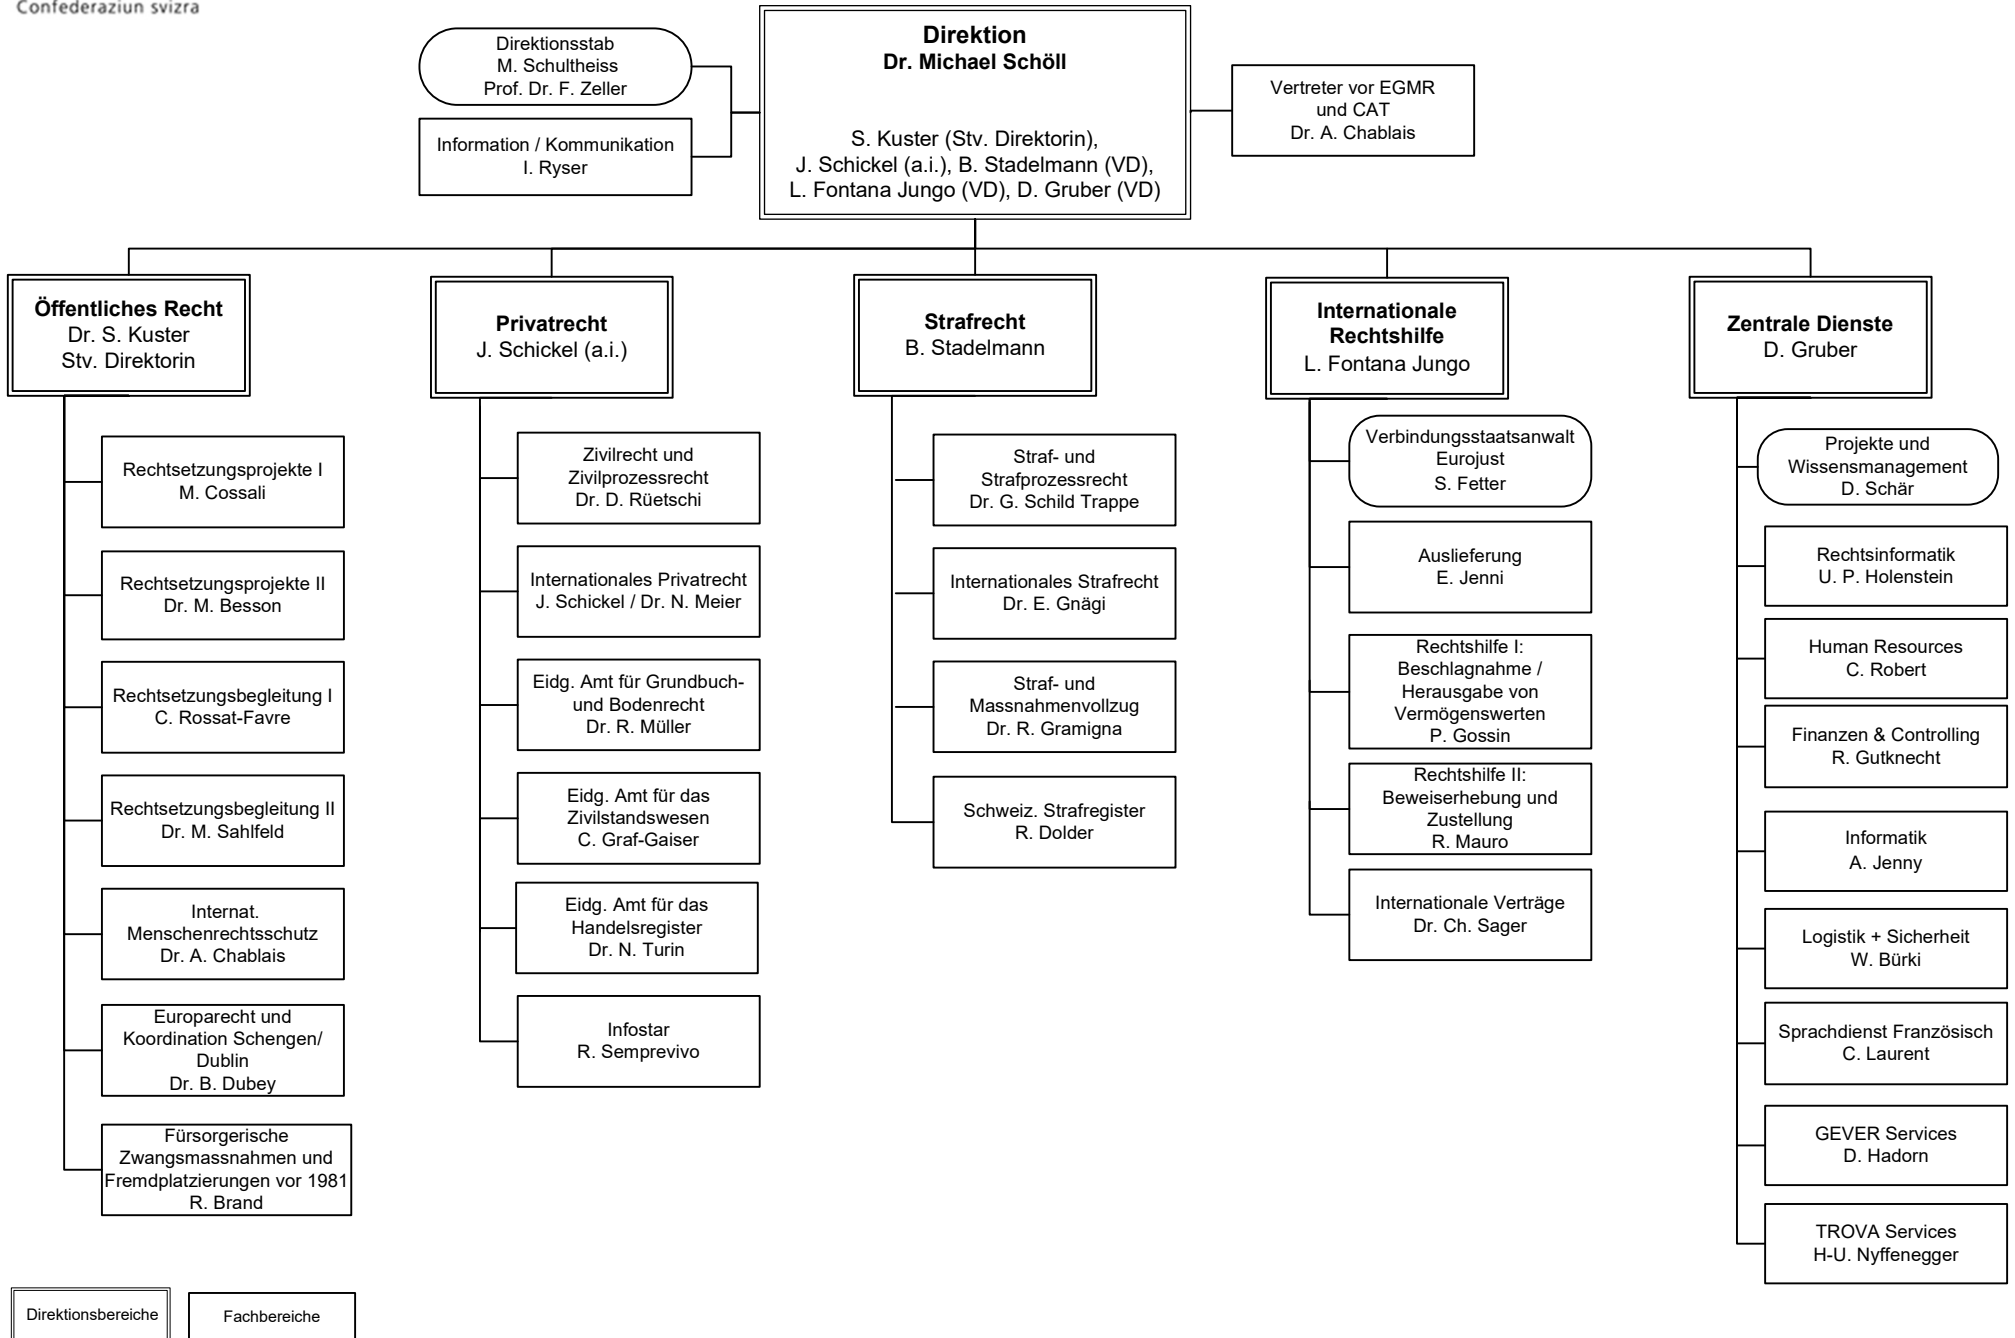 Confederaziun svizra
Direktionsstab
M. Schultheiss
Prof. Dr. F. Zeller
Information / Kommunikation
I. Ryser
Direktion
Dr. Michael Schöll
S. Kuster (Stv. Direktorin),
J. Schickel (a.i.), B. Stadelmann (VD),
L. Fontana Jungo (VD), D. Gruber (VD)
Vertreter vor EGMR
und CAT
Dr. A. Chablais
Öffentliches Recht
Dr. S. Kuster
Stv. Direktorin
Rechtsetzungsprojekte I
M. Cossali
Rechtsetzungsprojekte II
Dr. M. Besson
Rechtsetzungsbegleitung I
C. Rossat-Favre
Rechtsetzungsbegleitung II
Dr. M. Sahlfeld
Internat.
Menschenrechtsschutz
Dr. A. Chablais
Europarecht und
Koordination Schengen/
Dublin
Dr. B. Dubey
Fürsorgerische
Zwangsmassnahmen und
Fremdplatzierungen vor 1981
R. Brand
Privatrecht
J. Schickel (a.i.)
Zivilrecht und
Zivilprozessrecht
Dr. D. Rüetschi
Internationales Privatrecht
J. Schickel / Dr. N. Meier
Eidg. Amt für Grundbuch-
und Bodenrecht
Dr. R. Müller
Eidg. Amt für das
Zivilstandswesen
C. Graf-Gaiser
Eidg. Amt für das
Handelsregister
Dr. N. Turin
Infostar
R. Semprevivo
Strafrecht
B. Stadelmann
Straf- und
Strafprozessrecht
Dr. G. Schild Trappe
Internationales Strafrecht
Dr. E. Gnägi
Straf- und
Massnahmenvollzug
Dr. R. Gramigna
Schweiz. Strafregister
R. Dolder
Internationale
Rechtshilfe
L. Fontana Jungo
Verbindungsstaatsanwalt
Eurojust
S. Fetter
Auslieferung
E. Jenni
Rechtshilfe I:
Beschlagnahme /
Herausgabe von
Vermögenswerten
P. Gossin
Rechtshilfe II:
Beweiserhebung und
Zustellung
R. Mauro
Internationale Verträge
Dr. Ch. Sager
Zentrale Dienste
D. Gruber
Projekte und
Wissensmanagement
D. Schär
Rechtsinformatik
U. P. Holenstein
Human Resources
C. Robert
Finanzen & Controlling
R. Gutknecht
Informatik
A. Jenny
Logistik + Sicherheit
W. Bürki
Sprachdienst Französisch
C. Laurent
GEVER Services
D. Hadorn
TROVA Services
H-U. Nyffenegger
Direktionsbereiche
Fachbereiche